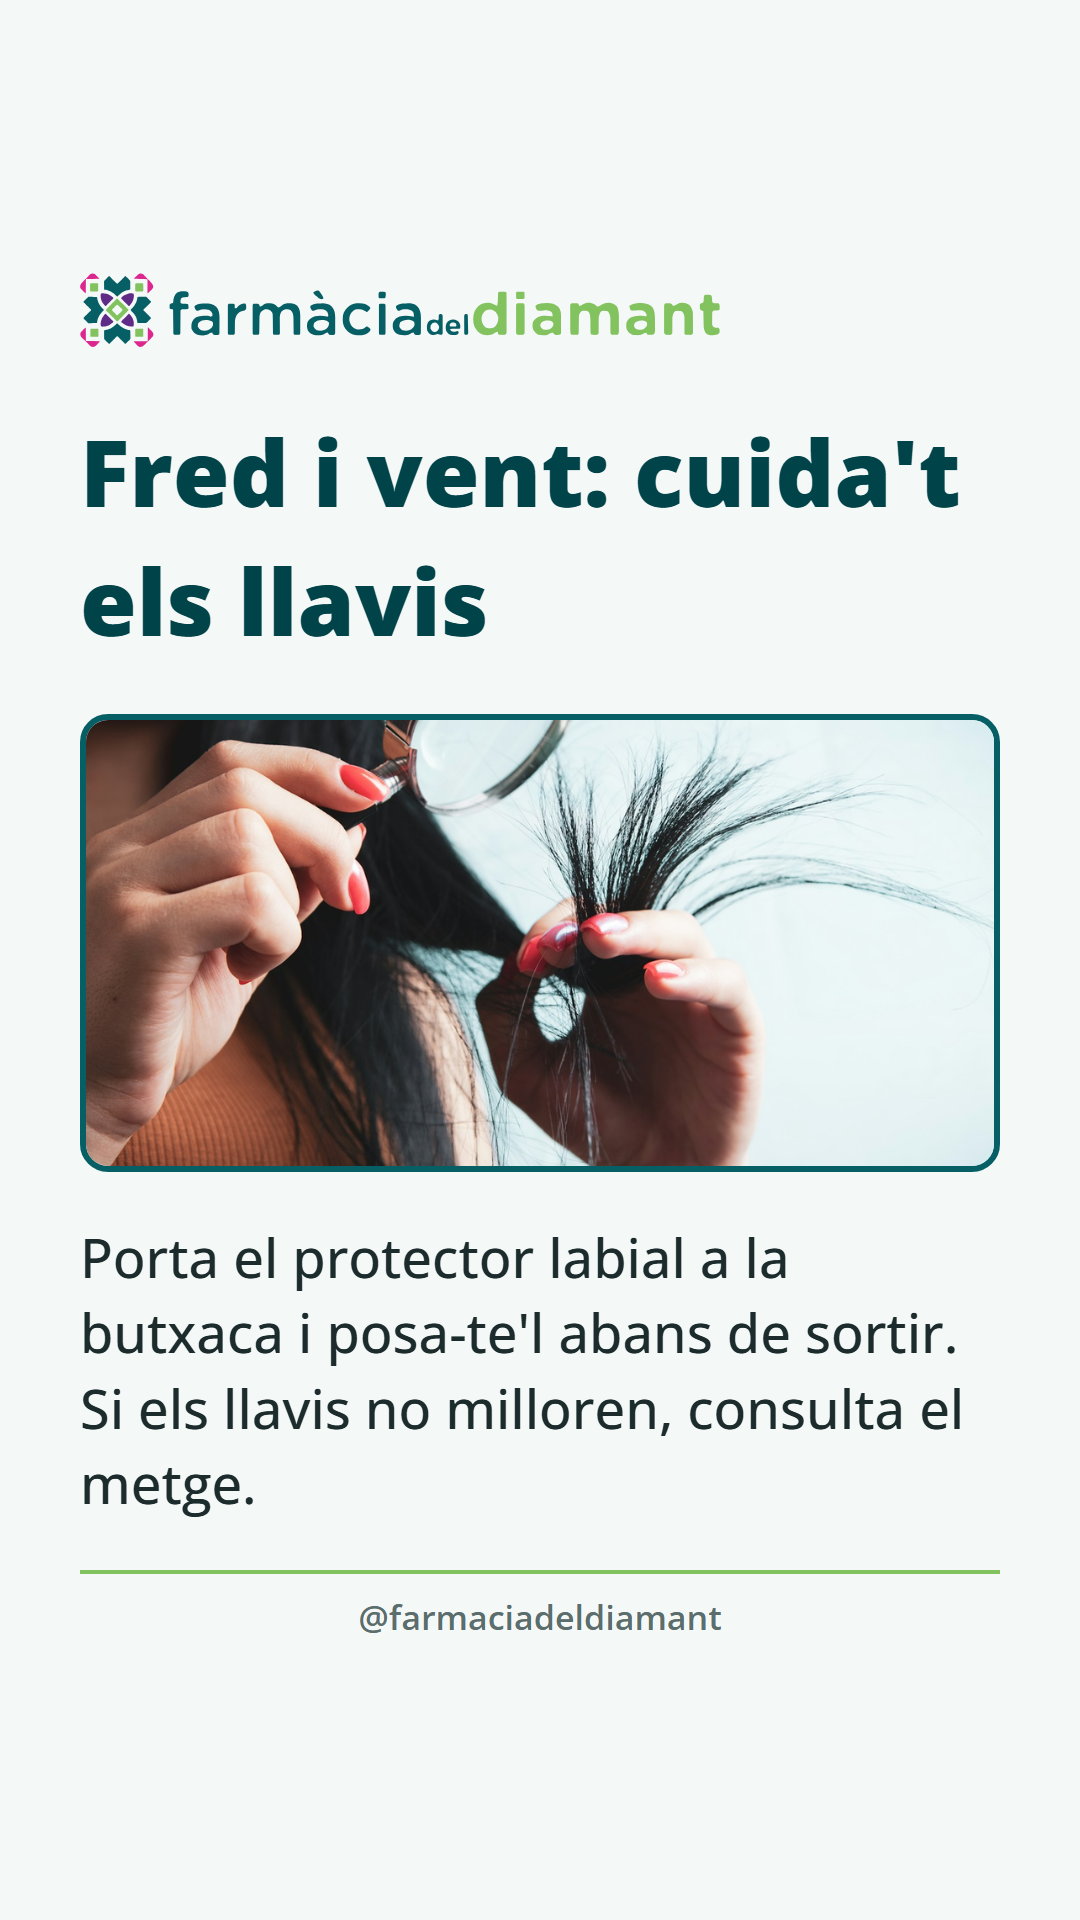 farmàciadeldiamant
Fred i vent: cuida't
els llavis
Porta el protector labial a la
butxaca i posa-te'l abans de sortir.
Si els llavis no milloren, consulta el
metge.
@farmaciadeldiamant